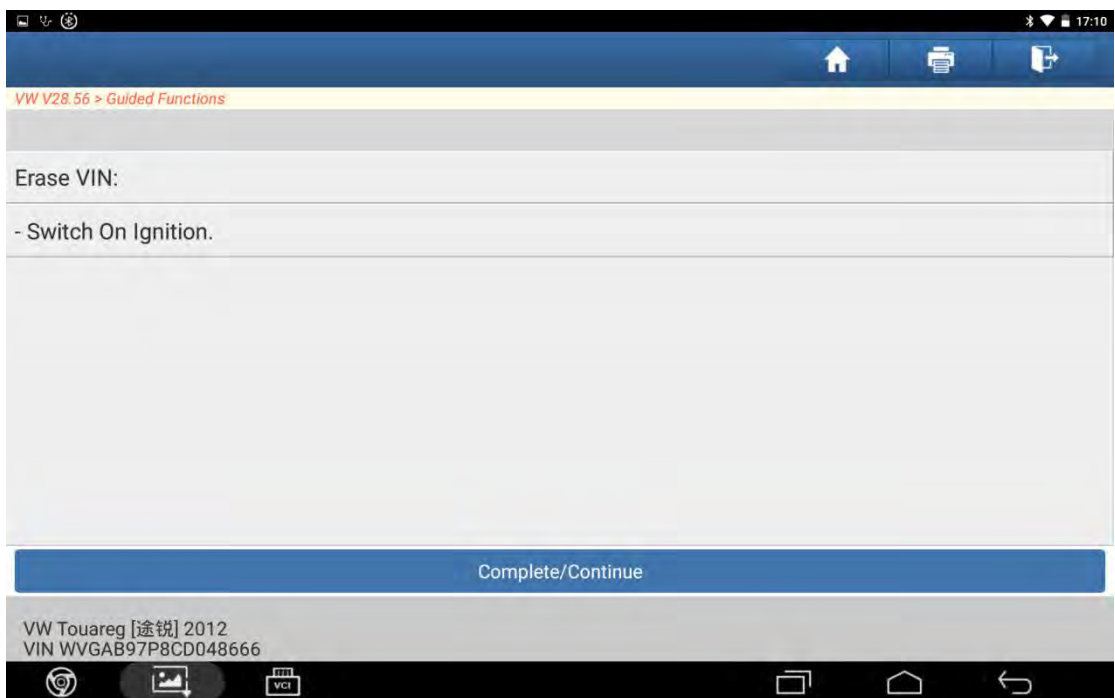 17:10
VW V28.56 > Guided Functions
Erase VIN:
- Switch On Ignition.
Complete/Continue
VW Touareg [途锐] 2012
VIN WVGAB97P8CD048666
VCI